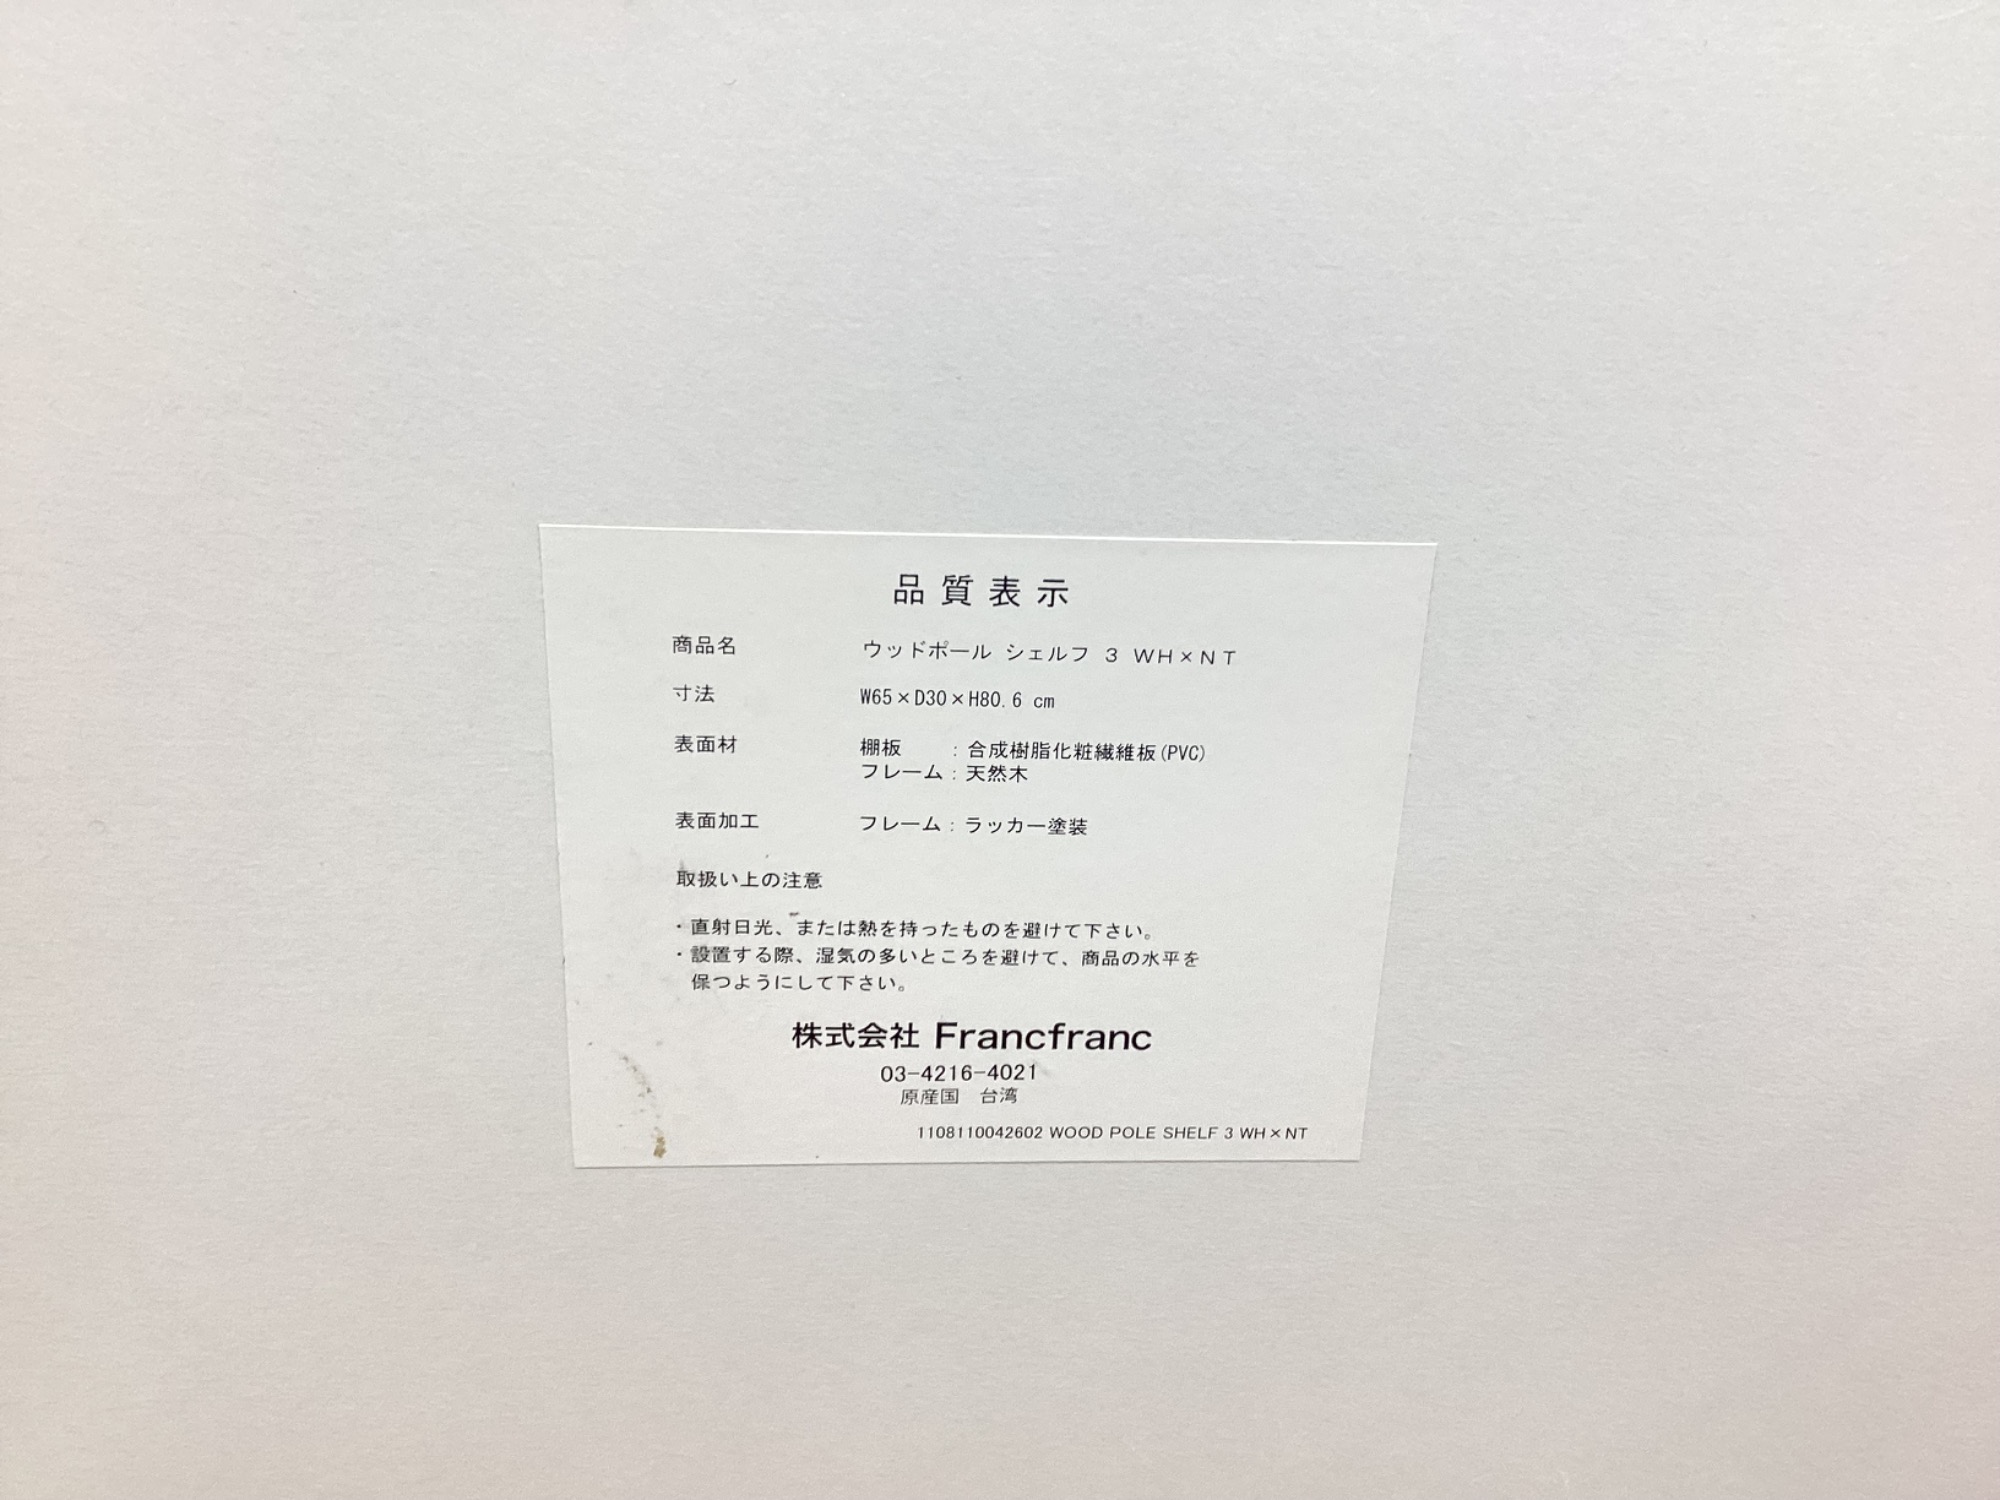 品質表示
商品名 ウッドポール シェルフ 3 WH×NT
寸法 W65×D30×H80.6 cm
表面材 棚板 : 合成樹脂化粧繊維板(PVC)
フレーム : 天然木
表面加工 フレーム : ラッカー塗装
取扱い上の注意
・直射日光、または熱を持ったものを避けて下さい。
・設置する際、湿気の多いところを避けて、商品の水平を
保つようにして下さい。
株式会社 Francfranc
03-4216-4021
原産国 台湾
1108110042602 WOOD POLE SHELF 3 WH×NT